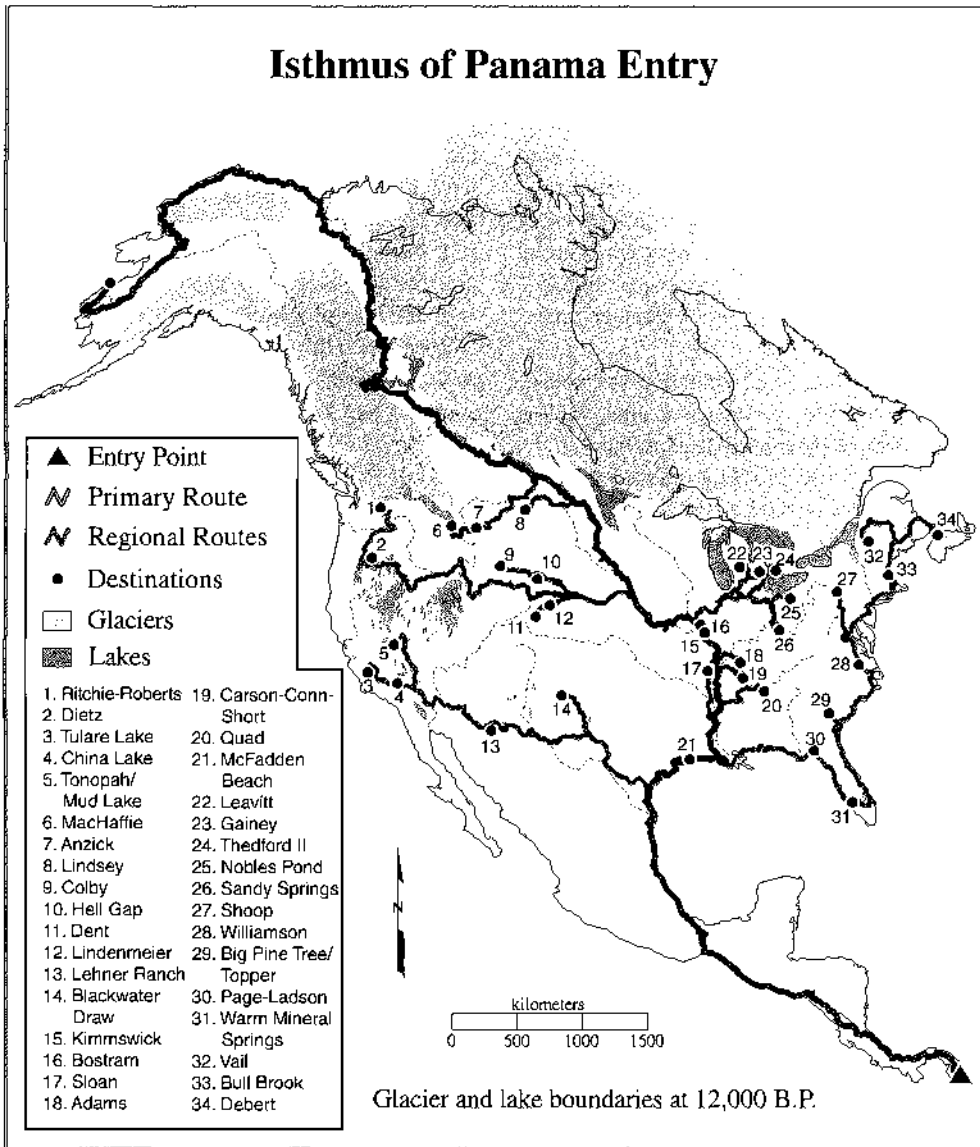 Isthmus of Panama Entry
Entry Point
Primary Route
Regional Routes
Destinations
Glaciers
Lakes
1. Ritchie-Roberts
2. Dietz
3. Tulare Lake
4. China Lake
5. Tonopah/
Mud Lake
6. MacHaffie
7. Anzick
8. Lindsey
9. Colby
10. Hell Gap
11. Dent
12. Lindenmeier
13. Lehner Ranch
14. Blackwater
Draw
15. Kimmswick
16. Bostram
17. Sloan
18. Adams
19. Carson-Conn-
Short
20. Quad
21. McFadden
Beach
22. Leavitt
23. Gainey
24. Thedford II
25. Nobles Pond
26. Sandy Springs
27. Shoop
28. Williamson
29. Big Pine Tree/
Topper
30. Page-Ladson
31. Warm Mineral
Springs
32. Vail
33. Bull Brook
34. Debert
1
2
3
4
5
6
7
8
9
10
11
12
13
14
15
16
17
18
19
20
21
22
23
24
25
26
27
28
29
30
31
32
33
34
N
kilometers
0 500 1000 1500
Glacier and lake boundaries at 12,000 B.P.